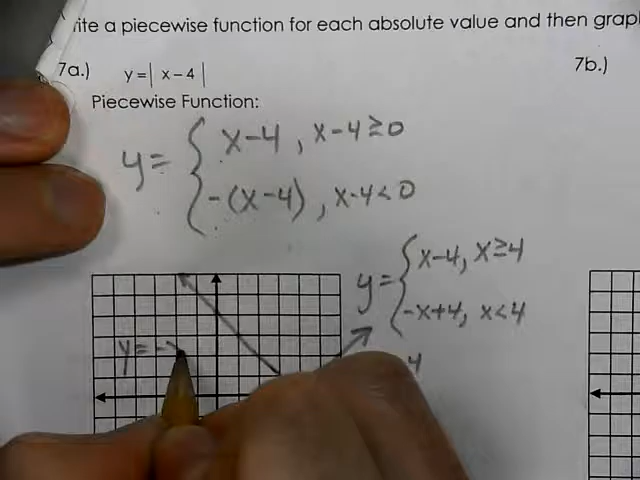 ite a piecewise function for each absolute value and then grap
7a.) y = | x – 4 |
7b.)
Piecewise Function:
y = { x-4 , x-4 ≥ 0
-(x-4) , x-4 < 0
y = { x-4, x ≥ 4
-x+4, x < 4
y = -
4